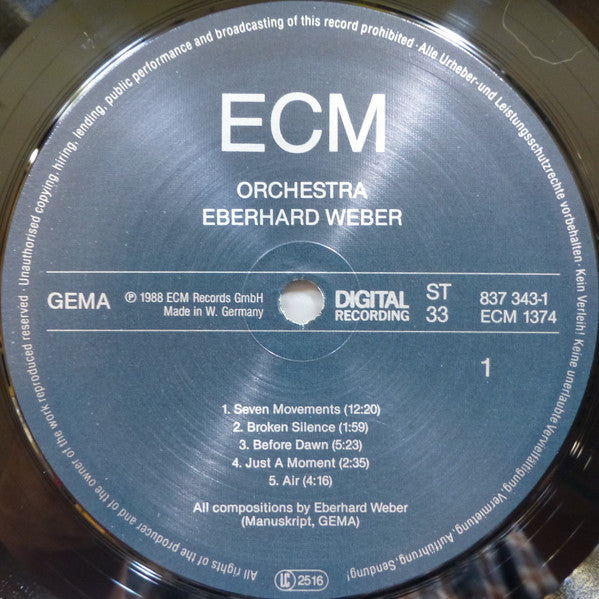 All rights of the producer and of the owner of the work reproduced reserved · Unauthorised copying, hiring, lending, public performance and broadcasting of this record prohibited · Alle Urheber- und Leistungsschutzrechte vorbehalten · Kein Verleih! Keine unerlaubte Vervielfältigung, Vermietung, Aufführung, Sendung!
ECM
ORCHESTRA
EBERHARD WEBER
GEMA
℗ 1988 ECM Records GmbH
Made in W. Germany
DIGITAL
RECORDING
ST
33
837 343-1
ECM 1374
1
1. Seven Movements (12:20)
2. Broken Silence (1:59)
3. Before Dawn (5:23)
4. Just A Moment (2:35)
5. Air (4:16)
All compositions by Eberhard Weber
(Manuskript, GEMA)
LC 2516